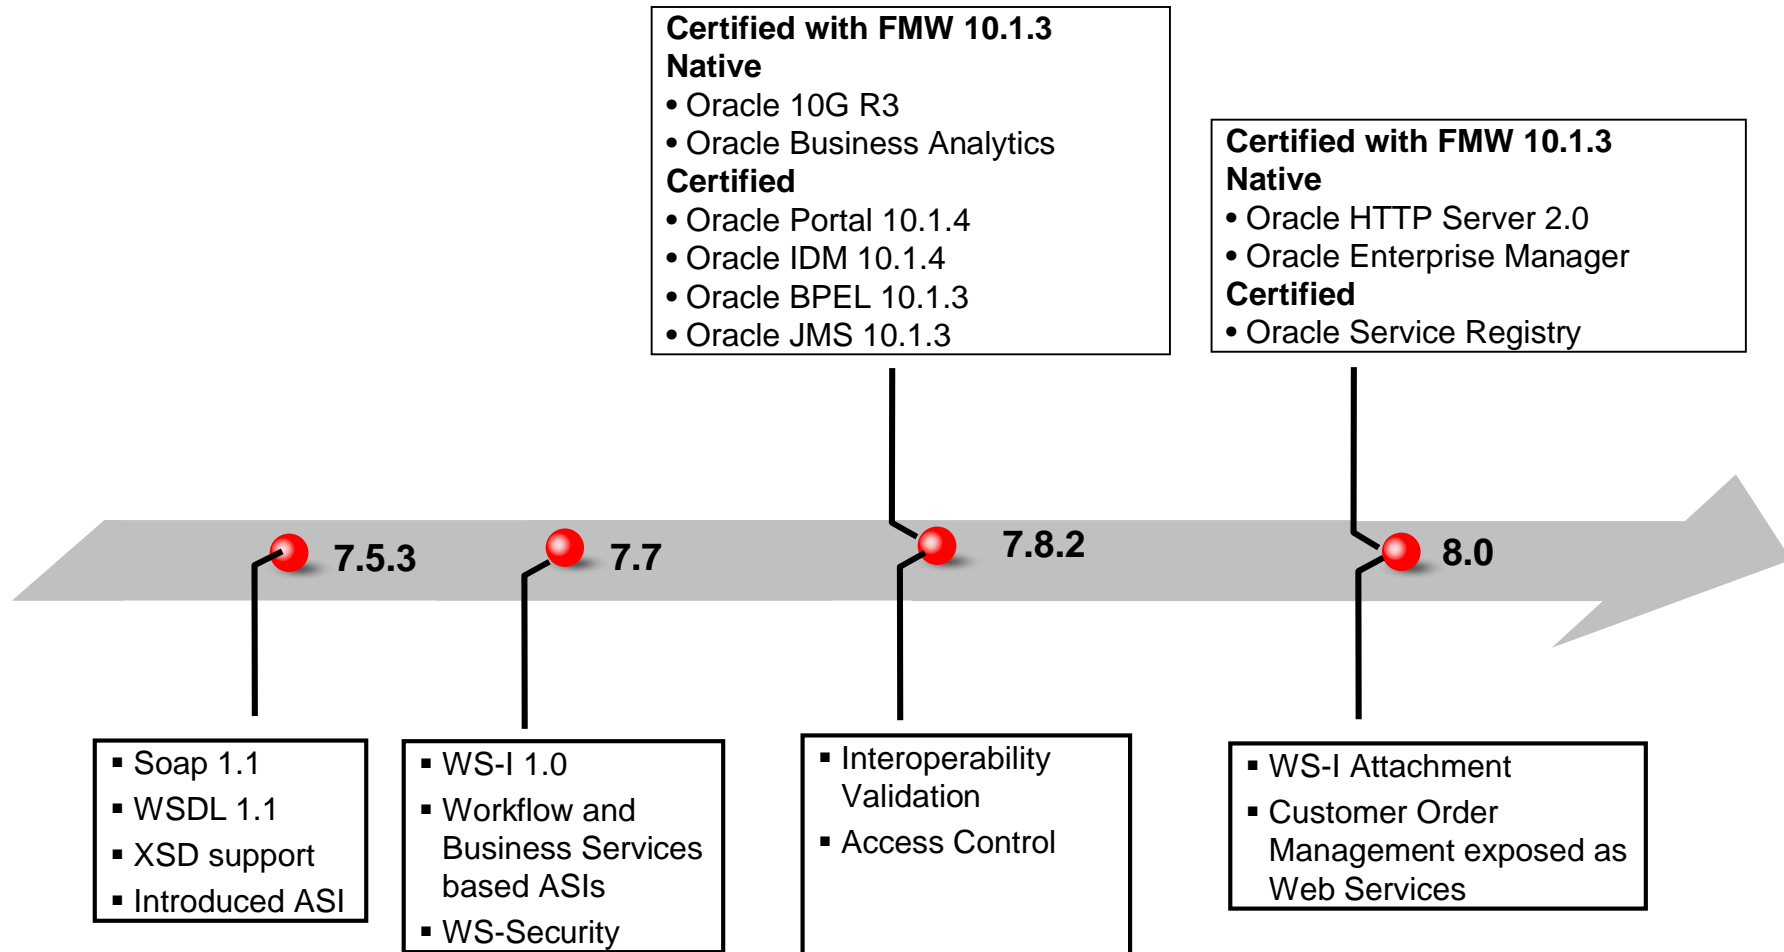 Certified with FMW 10.1.3
Native
• Oracle 10G R3
• Oracle Business Analytics
Certified
• Oracle Portal 10.1.4
• Oracle IDM 10.1.4
• Oracle BPEL 10.1.3
• Oracle JMS 10.1.3
Certified with FMW 10.1.3
Native
• Oracle HTTP Server 2.0
• Oracle Enterprise Manager
Certified
• Oracle Service Registry
7.5.3
7.7
7.8.2
8.0
▪ Soap 1.1
▪ WSDL 1.1
▪ XSD support
▪ Introduced ASI
▪ WS-I 1.0
▪ Workflow and
Business Services
based ASIs
▪ WS-Security
▪ Interoperability
Validation
▪ Access Control
▪ WS-I Attachment
▪ Customer Order
Management exposed as
Web Services